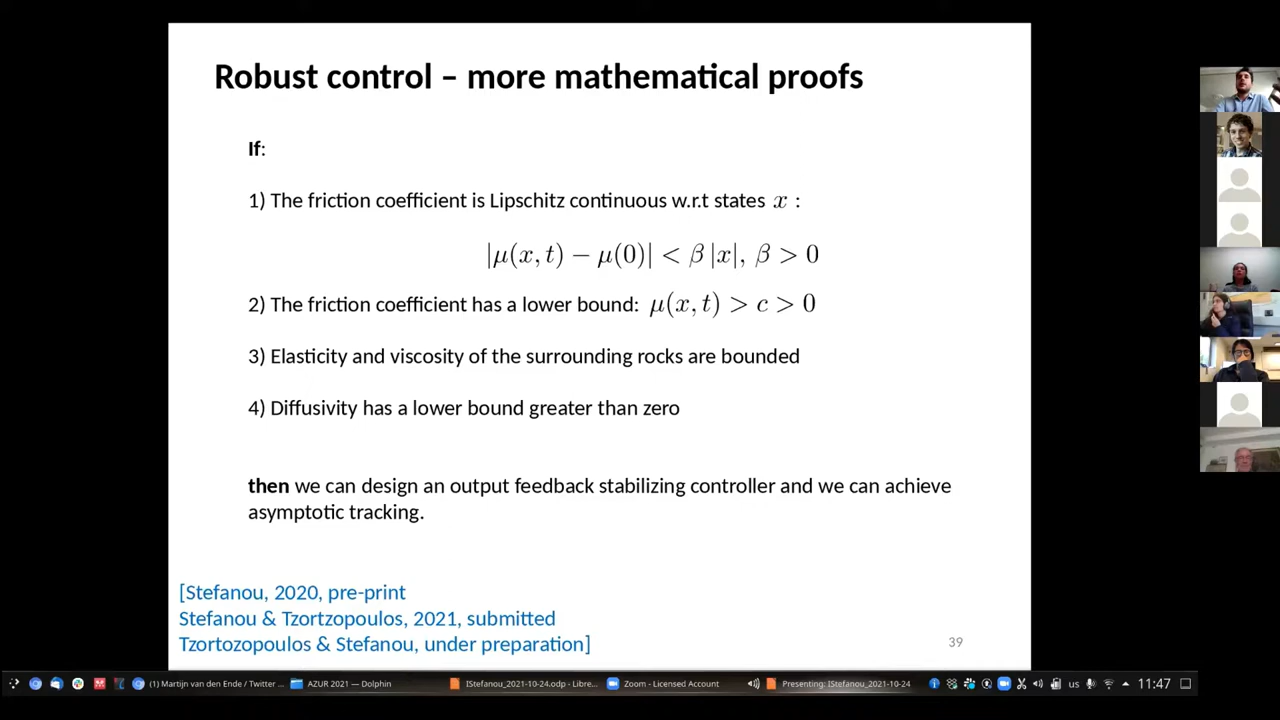 Robust control – more mathematical proofs
If:
1) The friction coefficient is Lipschitz continuous w.r.t states x :
|μ(x, t) − μ(0)| < β |x|, β > 0
2) The friction coefficient has a lower bound: μ(x, t) > c > 0
3) Elasticity and viscosity of the surrounding rocks are bounded
4) Diffusivity has a lower bound greater than zero
then we can design an output feedback stabilizing controller and we can achieve
asymptotic tracking.
[Stefanou, 2020, pre-print
Stefanou & Tzortzopoulos, 2021, submitted
Tzortozopoulos & Stefanou, under preparation]
39
(1) Martijn van den Ende / Twitter ... AZUR 2021 — Dolphin IStefanou_2021-10-24.odp - Libre... Zoom - Licensed Account Presenting: IStefanou_2021-10-24 us 11:47